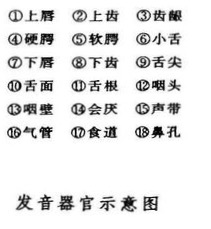 ①上唇 ②上齿 ③齿龈
④硬腭 ⑤软腭 ⑥小舌
⑦下唇 ⑧下齿 ⑨舌尖
⑩舌面 ⑪舌根 ⑫咽头
⑬咽壁 ⑭会厌 ⑮声带
⑯气管 ⑰食道 ⑱鼻孔
发音器官示意图